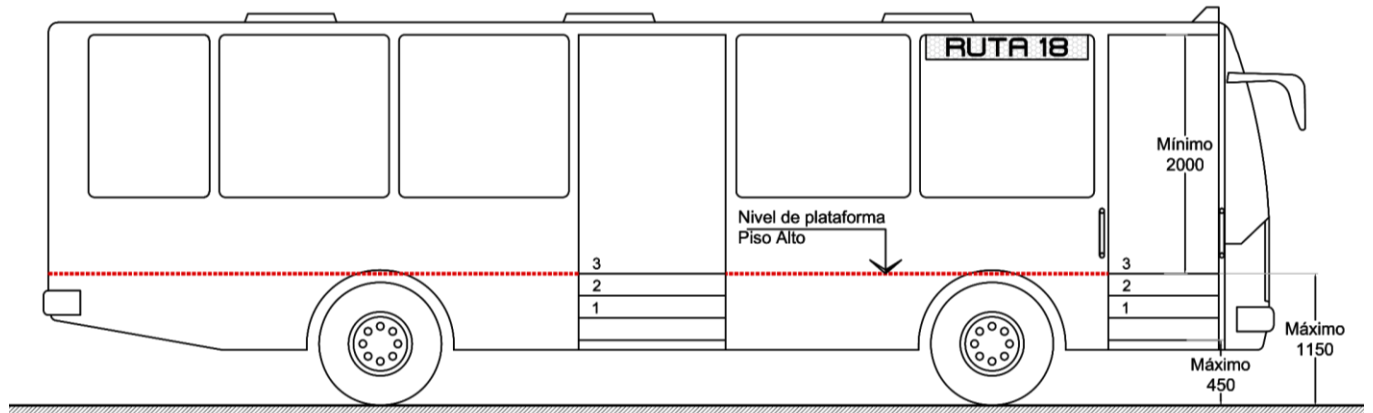 RUTA 18
Mínimo
2000
Nivel de plataforma
Piso Alto
3
3
2
2
1
1
Máximo
1150
Máximo
450